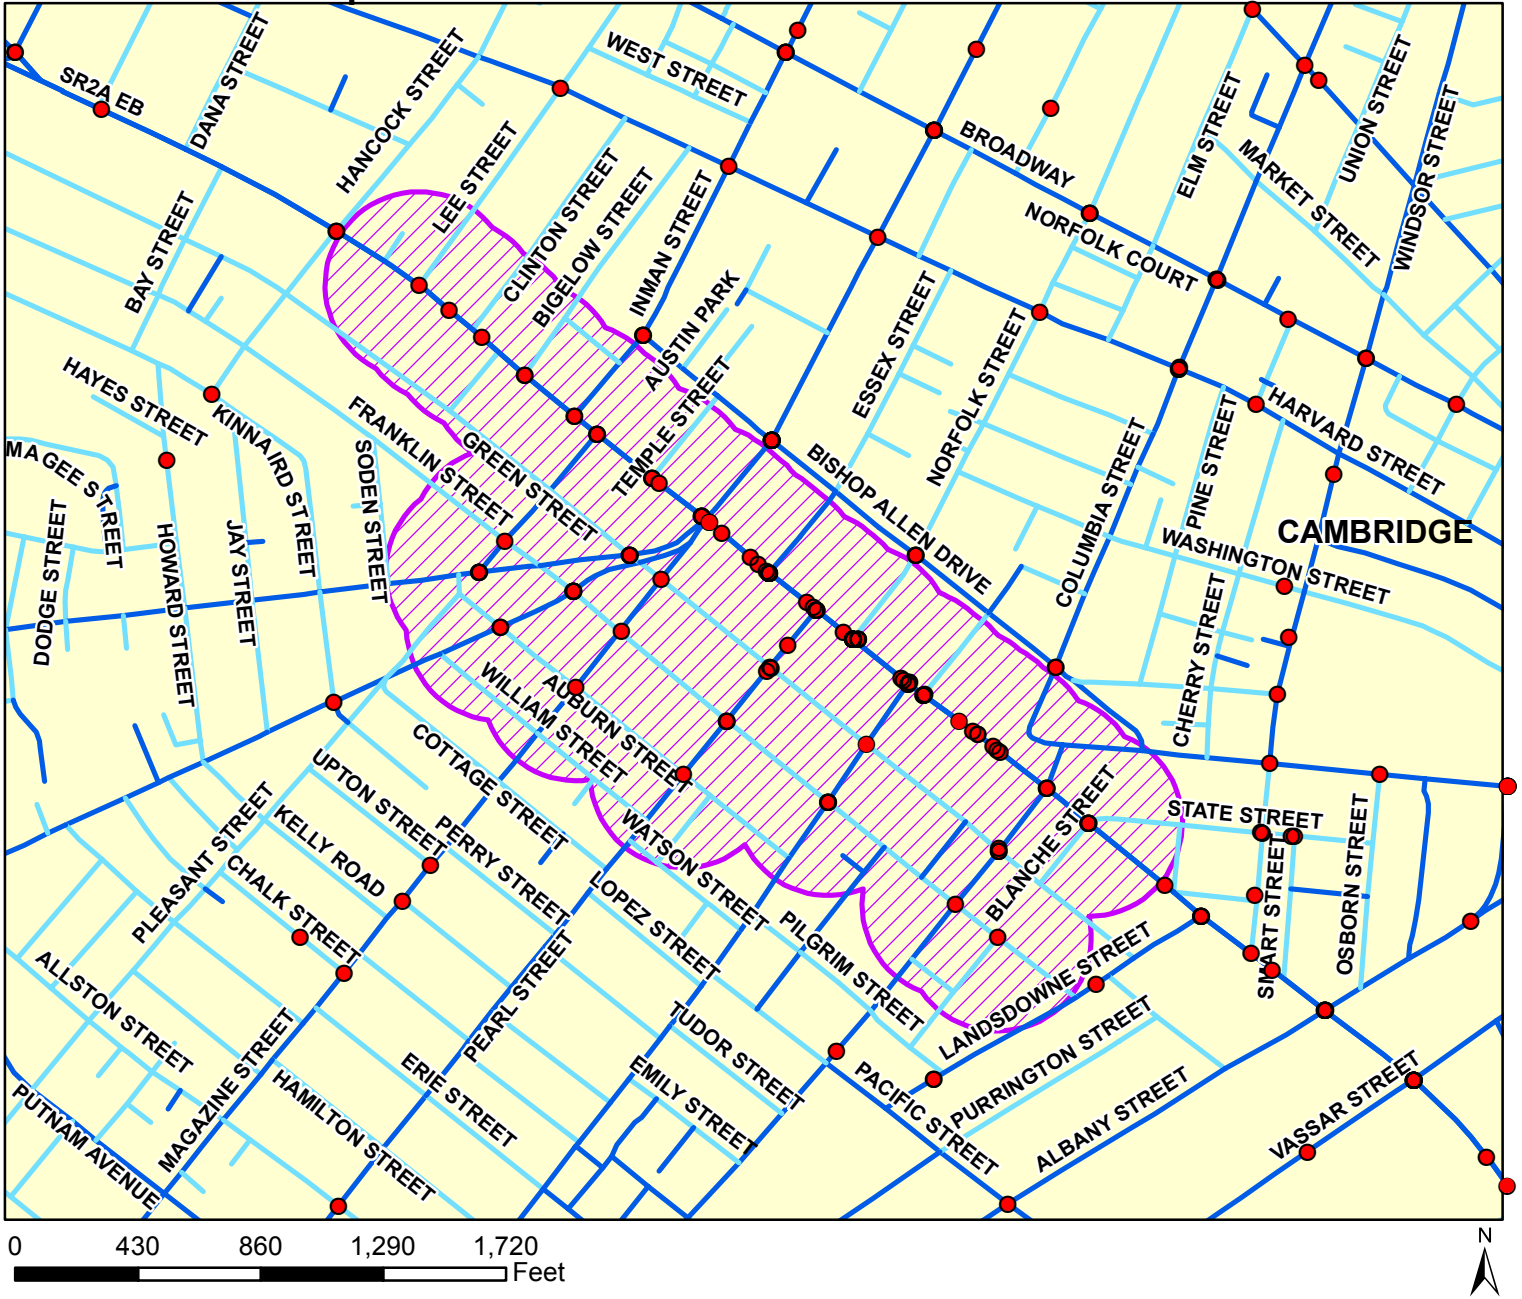 WEST STREET
SR2A EB
DANA STREET
HANCOCK STREET
LEE STREET
BROADWAY
ELM STREET
UNION STREET
MARKET STREET
WINDSOR STREET
BAY STREET
CLINTON STREET
BIGELOW STREET
INMAN STREET
AUSTIN PARK
NORFOLK COURT
ESSEX STREET
NORFOLK STREET
HAYES STREET
KINNAIRD STREET
FRANKLIN STREET
GREEN STREET
TEMPLE STREET
BISHOP ALLEN DRIVE
COLUMBIA STREET
PINE STREET
HARVARD STREET
MAGEE STREET
SODEN STREET
DODGE STREET
HOWARD STREET
JAY STREET
CAMBRIDGE
WASHINGTON STREET
CHERRY STREET
WILLIAM STREET
AUBURN STREET
COTTAGE STREET
UPTON STREET
PERRY STREET
KELLY ROAD
PLEASANT STREET
CHALK STREET
WATSON STREET
LOPEZ STREET
PILGRIM STREET
BLANCHE STREET
STATE STREET
SMART STREET
OSBORN STREET
LANDSDOWNE STREET
ALLSTON STREET
MAGAZINE STREET
PEARL STREET
TUDOR STREET
PURRINGTON STREET
PUTNAM AVENUE
HAMILTON STREET
ERIE STREET
EMILY STREET
PACIFIC STREET
ALBANY STREET
VASSAR STREET
0 430 860 1,290 1,720
Feet
N